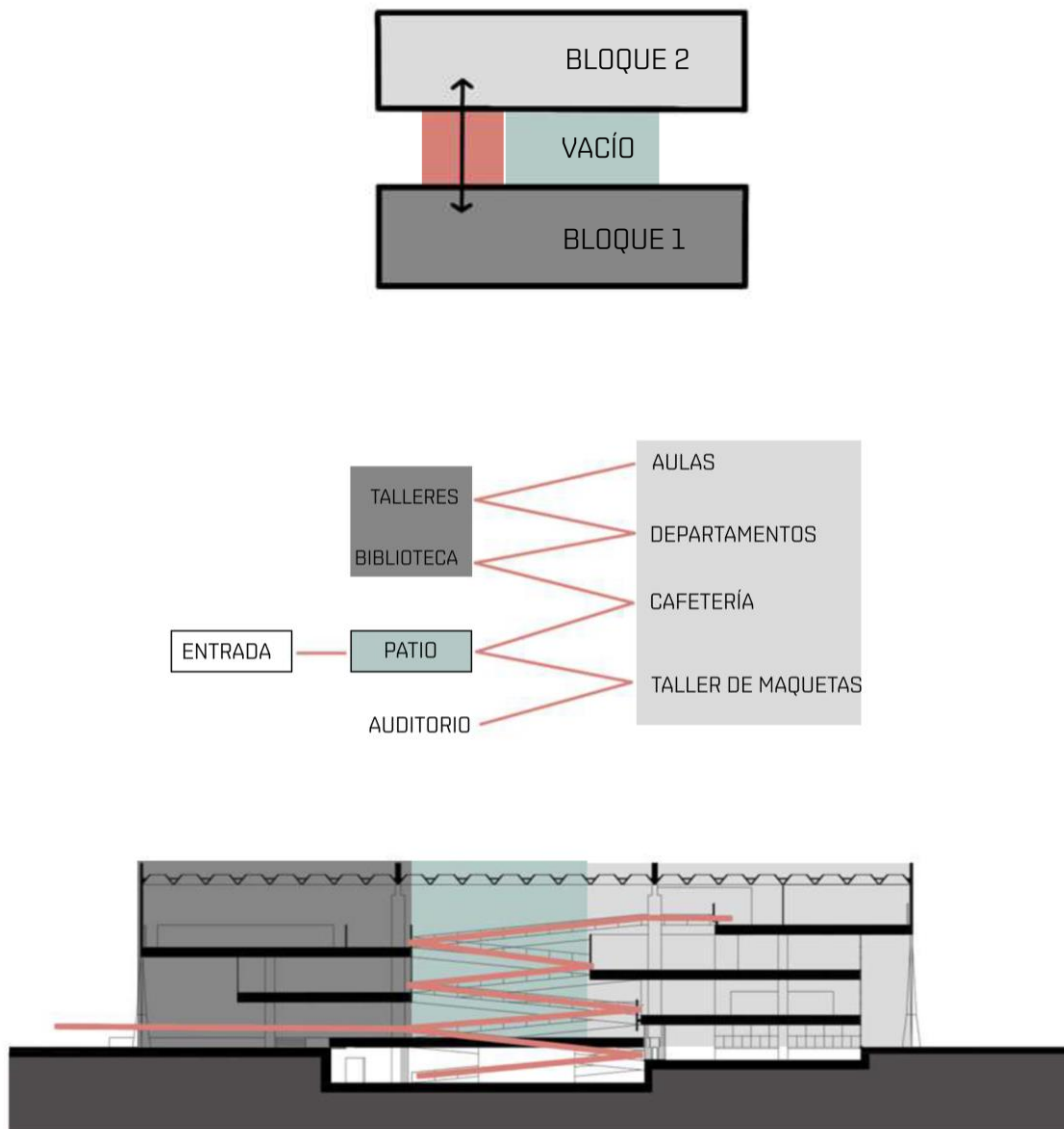 BLOQUE 2
VACÍO
BLOQUE 1
AULAS
TALLERES
DEPARTAMENTOS
BIBLIOTECA
CAFETERÍA
ENTRADA
PATIO
TALLER DE MAQUETAS
AUDITORIO